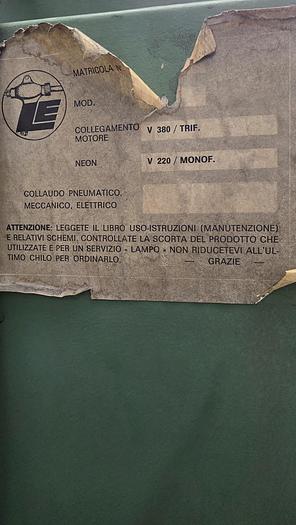 LE
MATRICOLA N
MOD.
COLLEGAMENTO V 380 / TRIF.
MOTORE
NEON V 220 / MONOF.
COLLAUDO PNEUMATICO,
MECCANICO, ELETTRICO
ATTENZIONE: LEGGETE IL LIBRO USO-ISTRUZIONI (MANUTENZIONE)
E RELATIVI SCHEMI, CONTROLLATE LA SCORTA DEL PRODOTTO CHE
UTILIZZATE E PER UN SERVIZIO « LAMPO » NON RIDUCETEVI ALL'UL-
TIMO CHILO PER ORDINARLO. — GRAZIE —